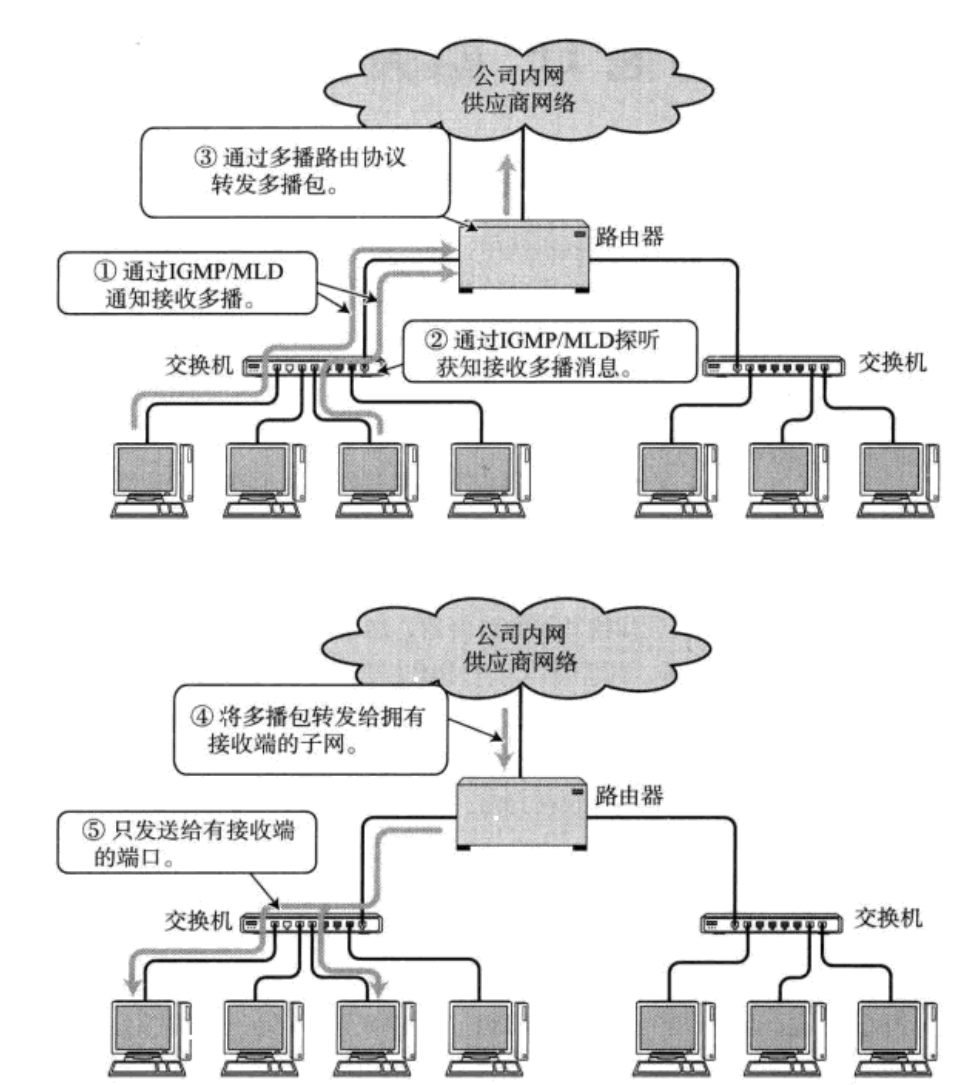 公司内网
供应商网络
③ 通过多播路由协议
转发多播包。
路由器
① 通过IGMP/MLD
通知接收多播。
② 通过IGMP/MLD探听
获知接收多播消息。
交换机
交换机
公司内网
供应商网络
④ 将多播包转发给拥有
接收端的子网。
路由器
⑤ 只发送给有接收端
的端口。
交换机
交换机